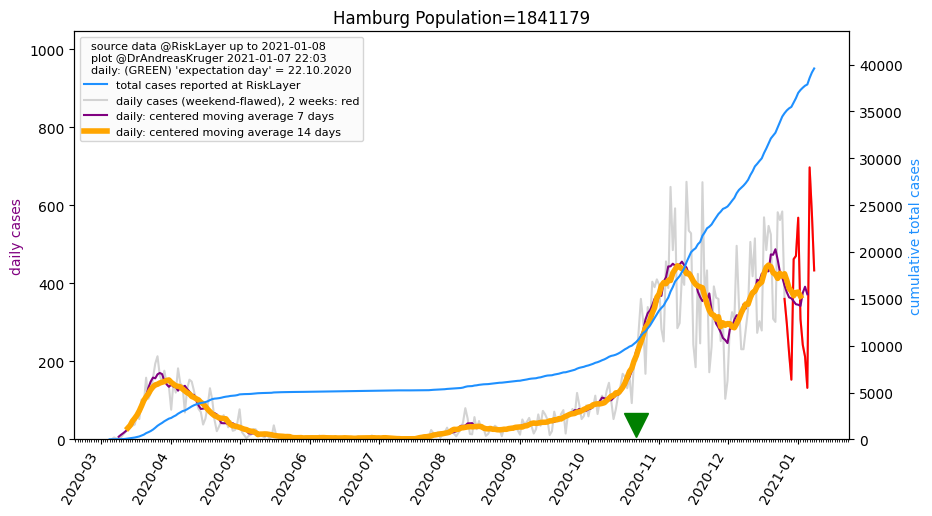 Hamburg Population=1841179
source data @RiskLayer up to 2021-01-08
plot @DrAndreasKruger 2021-01-07 22:03
daily: (GREEN) 'expectation day' = 22.10.2020
total cases reported at RiskLayer
daily cases (weekend-flawed), 2 weeks: red
daily: centered moving average 7 days
daily: centered moving average 14 days
daily cases
1000
800
600
400
200
0
cumulative total cases
40000
35000
30000
25000
20000
15000
10000
5000
0
2020-03
2020-04
2020-05
2020-06
2020-07
2020-08
2020-09
2020-10
2020-11
2020-12
2021-01